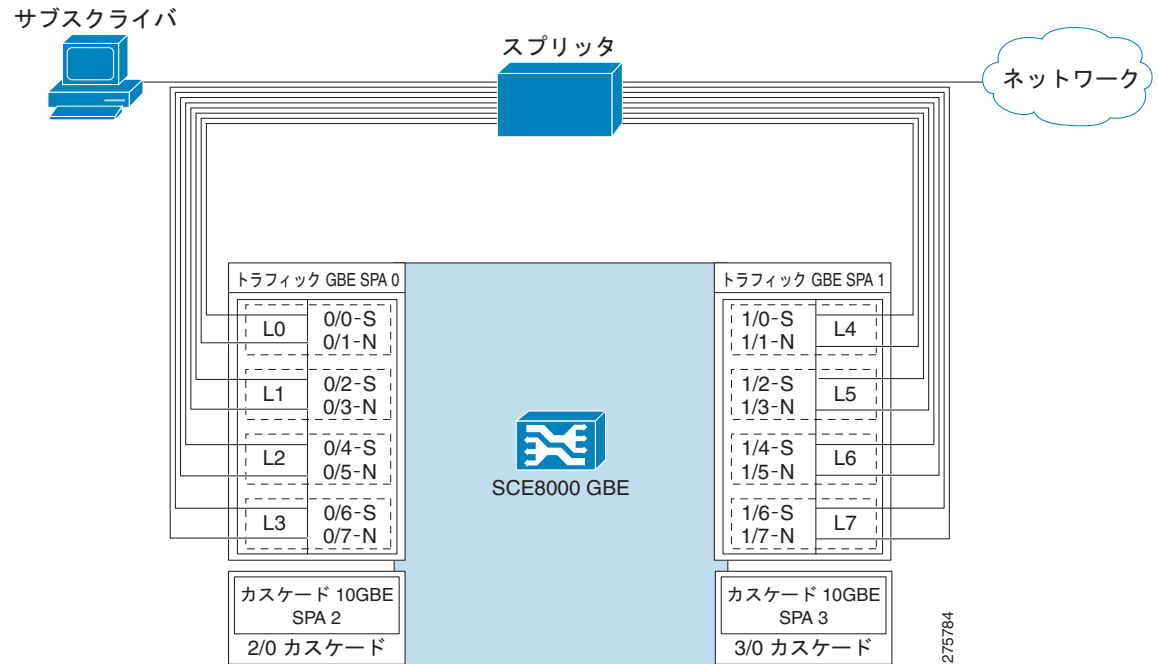 サブスクライバ
スプリッタ
ネットワーク
トラフィック GBE SPA 0
L0
0/0-S
0/1-N
L1
0/2-S
0/3-N
L2
0/4-S
0/5-N
L3
0/6-S
0/7-N
カスケード 10GBE
SPA 2
2/0 カスケード
SCE8000 GBE
トラフィック GBE SPA 1
1/0-S
1/1-N
L4
1/2-S
1/3-N
L5
1/4-S
1/5-N
L6
1/6-S
1/7-N
L7
カスケード 10GBE
SPA 3
3/0 カスケード
275784